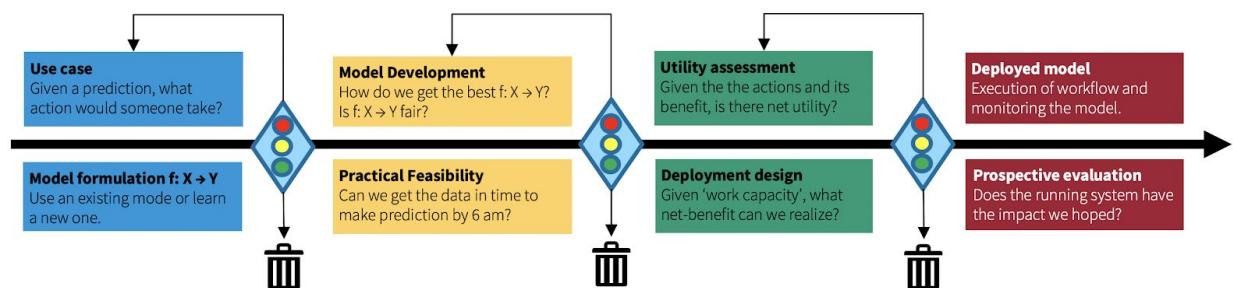 Use case
Given a prediction, what
action would someone take?
Model formulation f: X → Y
Use an existing mode or learn
a new one.
Model Development
How do we get the best f: X → Y?
Is f: X → Y fair?
Practical Feasibility
Can we get the data in time to
make prediction by 6 am?
Utility assessment
Given the the actions and its
benefit, is there net utility?
Deployment design
Given ‘work capacity’, what
net-benefit can we realize?
Deployed model
Execution of workflow and
monitoring the model.
Prospective evaluation
Does the running system have
the impact we hoped?